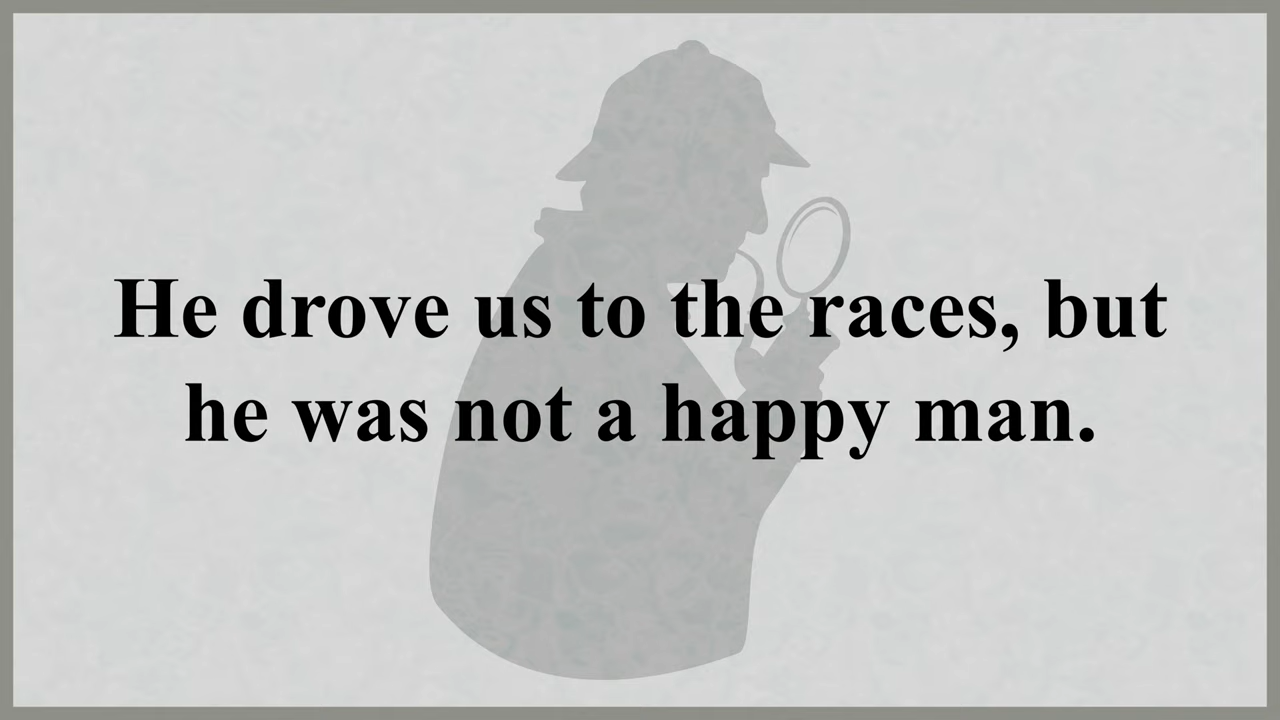 He drove us to the races, but
he was not a happy man.